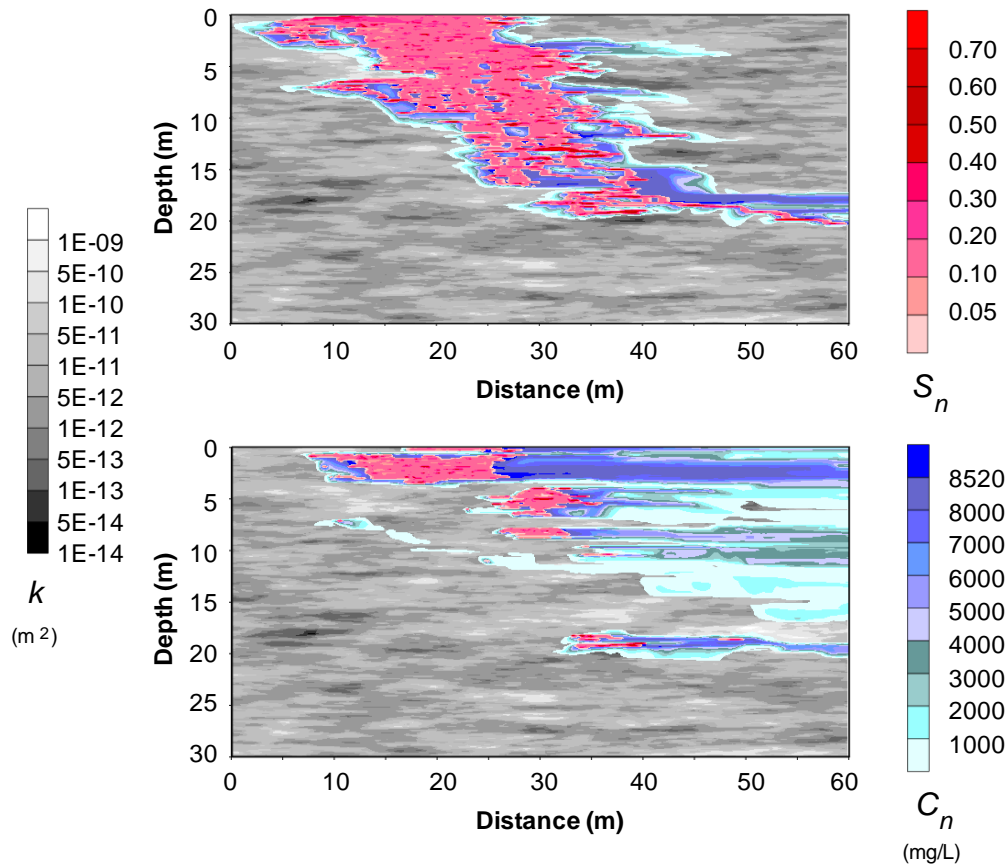 0
5
10
15
20
25
30
Depth (m)
0 10 20 30 40 50 60
Distance (m)
0.70
0.60
0.50
0.40
0.30
0.20
0.10
0.05
Sn
1E-09
5E-10
1E-10
5E-11
1E-11
5E-12
1E-12
5E-13
1E-13
5E-14
1E-14
k
(m 2)
0
5
10
15
20
25
30
Depth (m)
0 10 20 30 40 50 60
Distance (m)
8520
8000
7000
6000
5000
4000
3000
2000
1000
Cn
(mg/L)